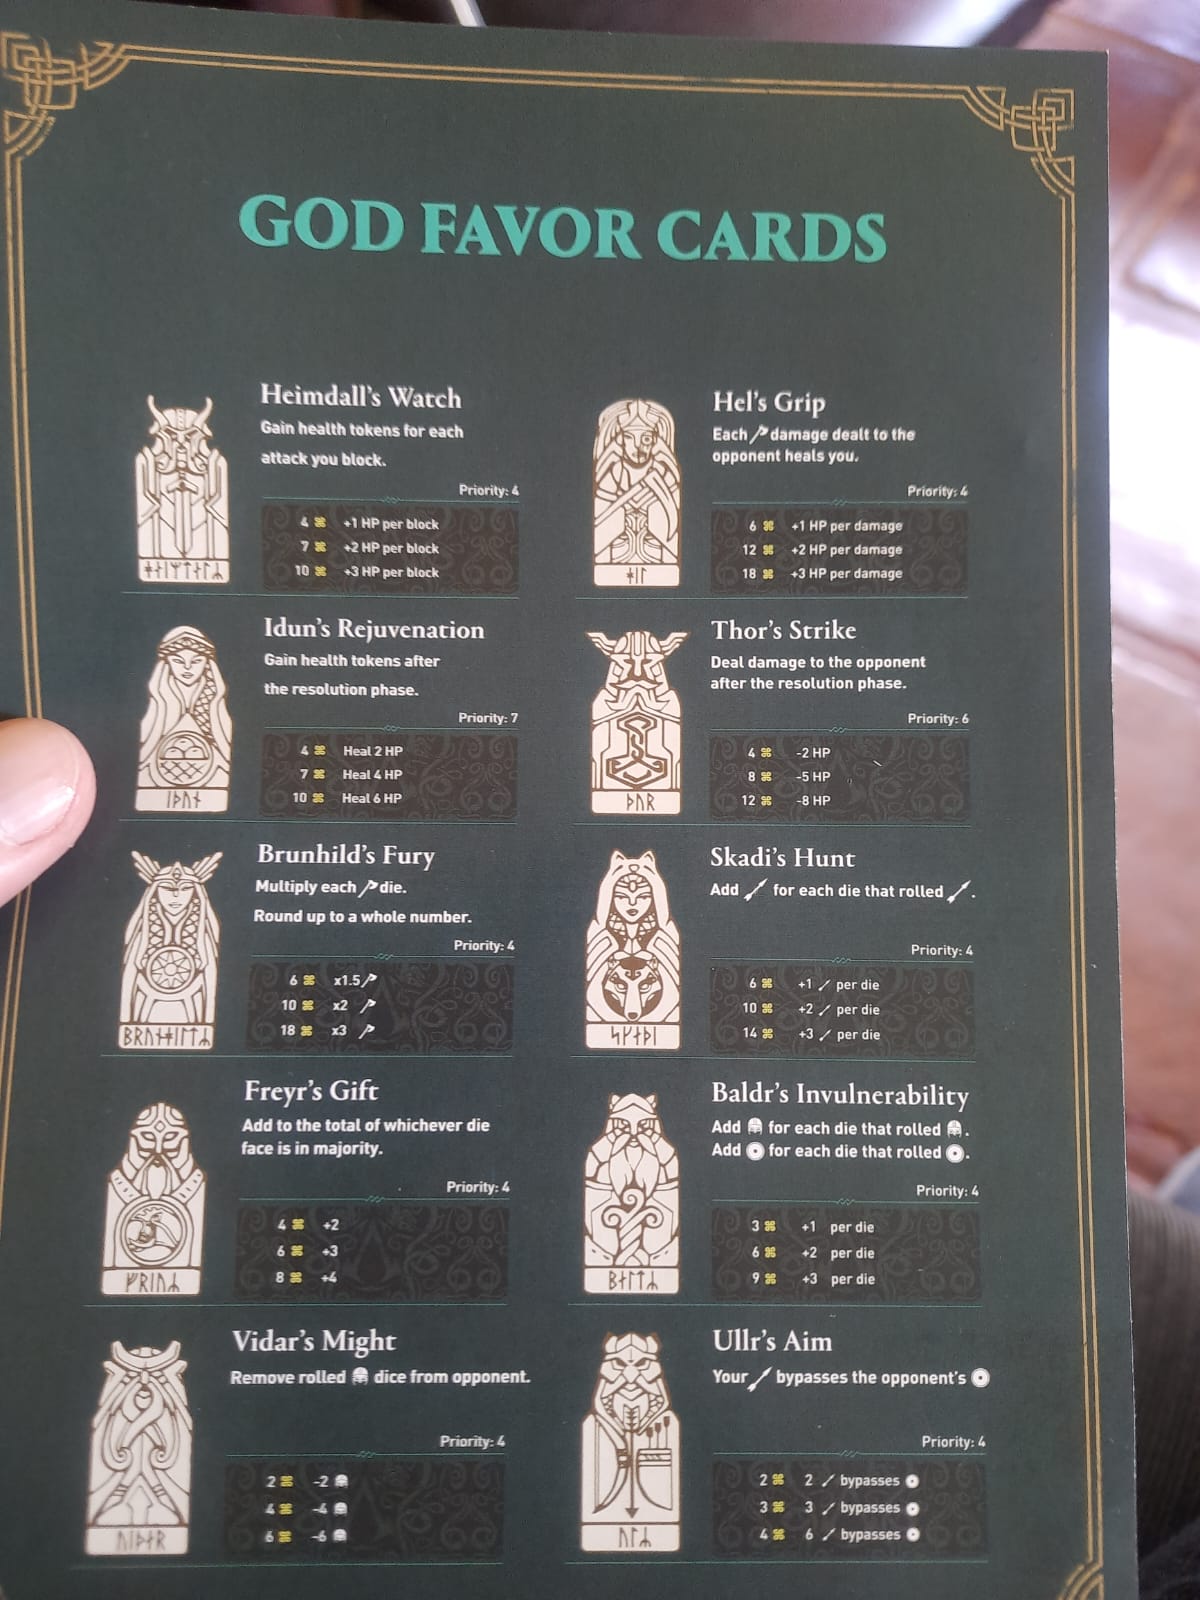 GOD FAVOR CARDS
Heimdall's Watch
Gain health tokens for each
attack you block.
Priority: 4
4 +1 HP per block
7 +2 HP per block
10 +3 HP per block
Hel's Grip
Each damage dealt to the
opponent heals you.
Priority: 4
6 +1 HP per damage
12 +2 HP per damage
18 +3 HP per damage
ᚼᛁᛚ
Idun's Rejuvenation
Gain health tokens after
the resolution phase.
Priority: 7
4 Heal 2 HP
7 Heal 4 HP
10 Heal 6 HP
ᛁᚦᚢᚾ
Thor's Strike
Deal damage to the opponent
after the resolution phase.
Priority: 6
4 -2 HP
8 -5 HP
12 -8 HP
ᚦᚢᚱ
Brunhild's Fury
Multiply each die.
Round up to a whole number.
Priority: 4
6 x1.5
10 x2
18 x3
Skadi's Hunt
Add for each die that rolled .
Priority: 4
6 +1 per die
10 +2 per die
14 +3 per die
Freyr's Gift
Add to the total of whichever die
face is in majority.
Priority: 4
4 +2
6 +3
8 +4
Baldr's Invulnerability
Add for each die that rolled .
Add for each die that rolled .
Priority: 4
3 +1 per die
6 +2 per die
9 +3 per die
Vidar's Might
Remove rolled dice from opponent.
Priority: 4
2 -2
4 -4
6 -6
Ullr's Aim
Your bypasses the opponent's
Priority: 4
2 2 bypasses
3 3 bypasses
4 6 bypasses